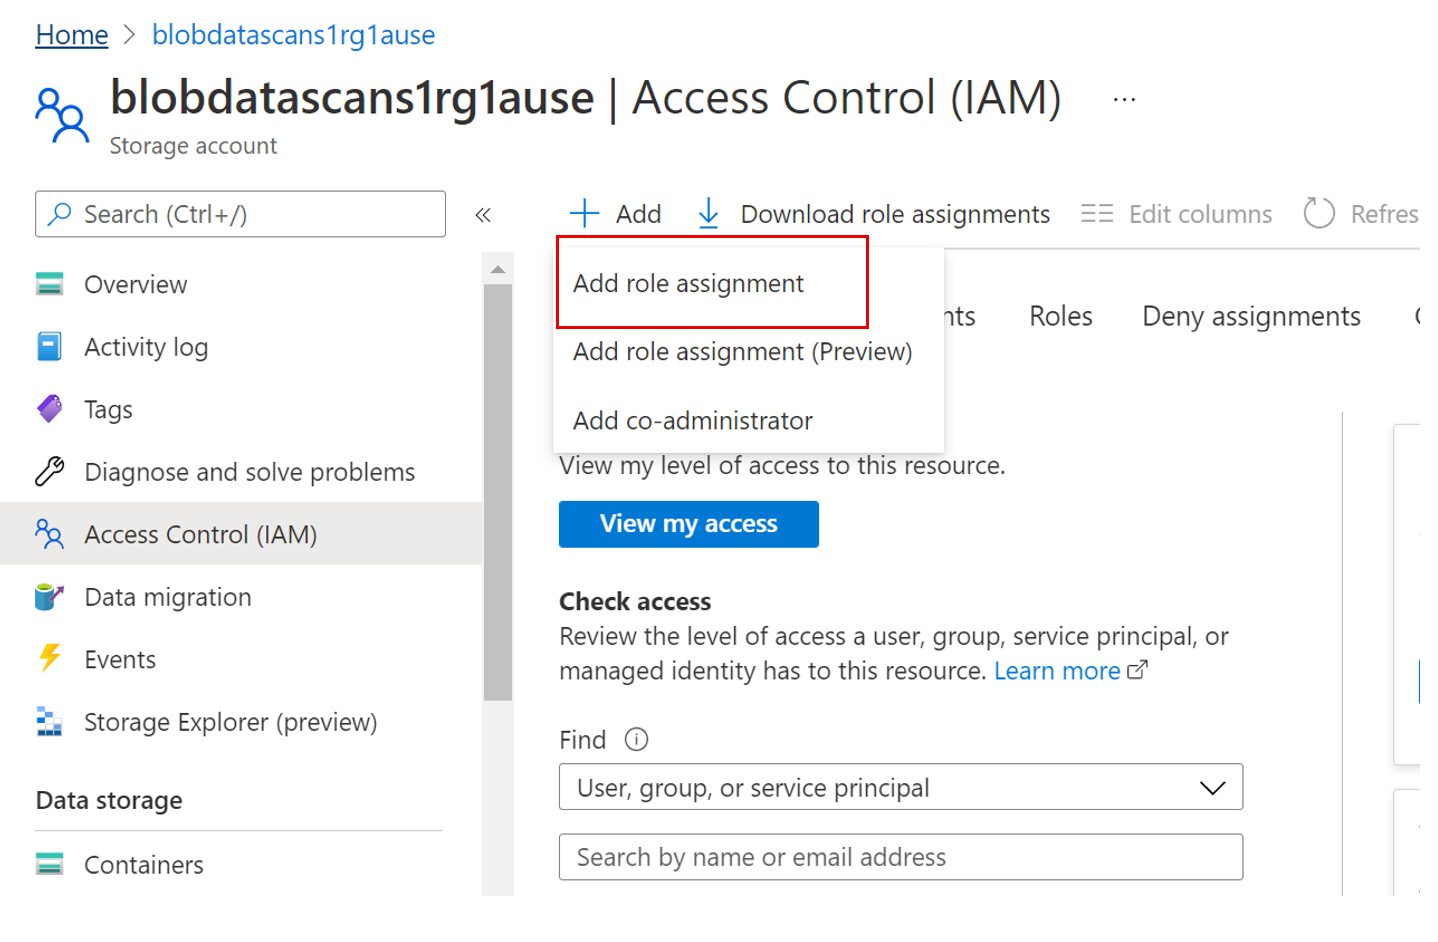 Home > blobdatascans1rg1ause
blobdatascans1rg1ause | Access Control (IAM) ...
Storage account
Search (Ctrl+/)
«
Overview
Activity log
Tags
Diagnose and solve problems
Access Control (IAM)
Data migration
Events
Storage Explorer (preview)
Data storage
Containers
Add
Download role assignments
Edit columns
Refres
Add role assignment
Add role assignment (Preview)
Add co-administrator
nts
Roles
Deny assignments
View my level of access to this resource.
View my access
Check access
Review the level of access a user, group, service principal, or
managed identity has to this resource. Learn more
Find
User, group, or service principal
Search by name or email address